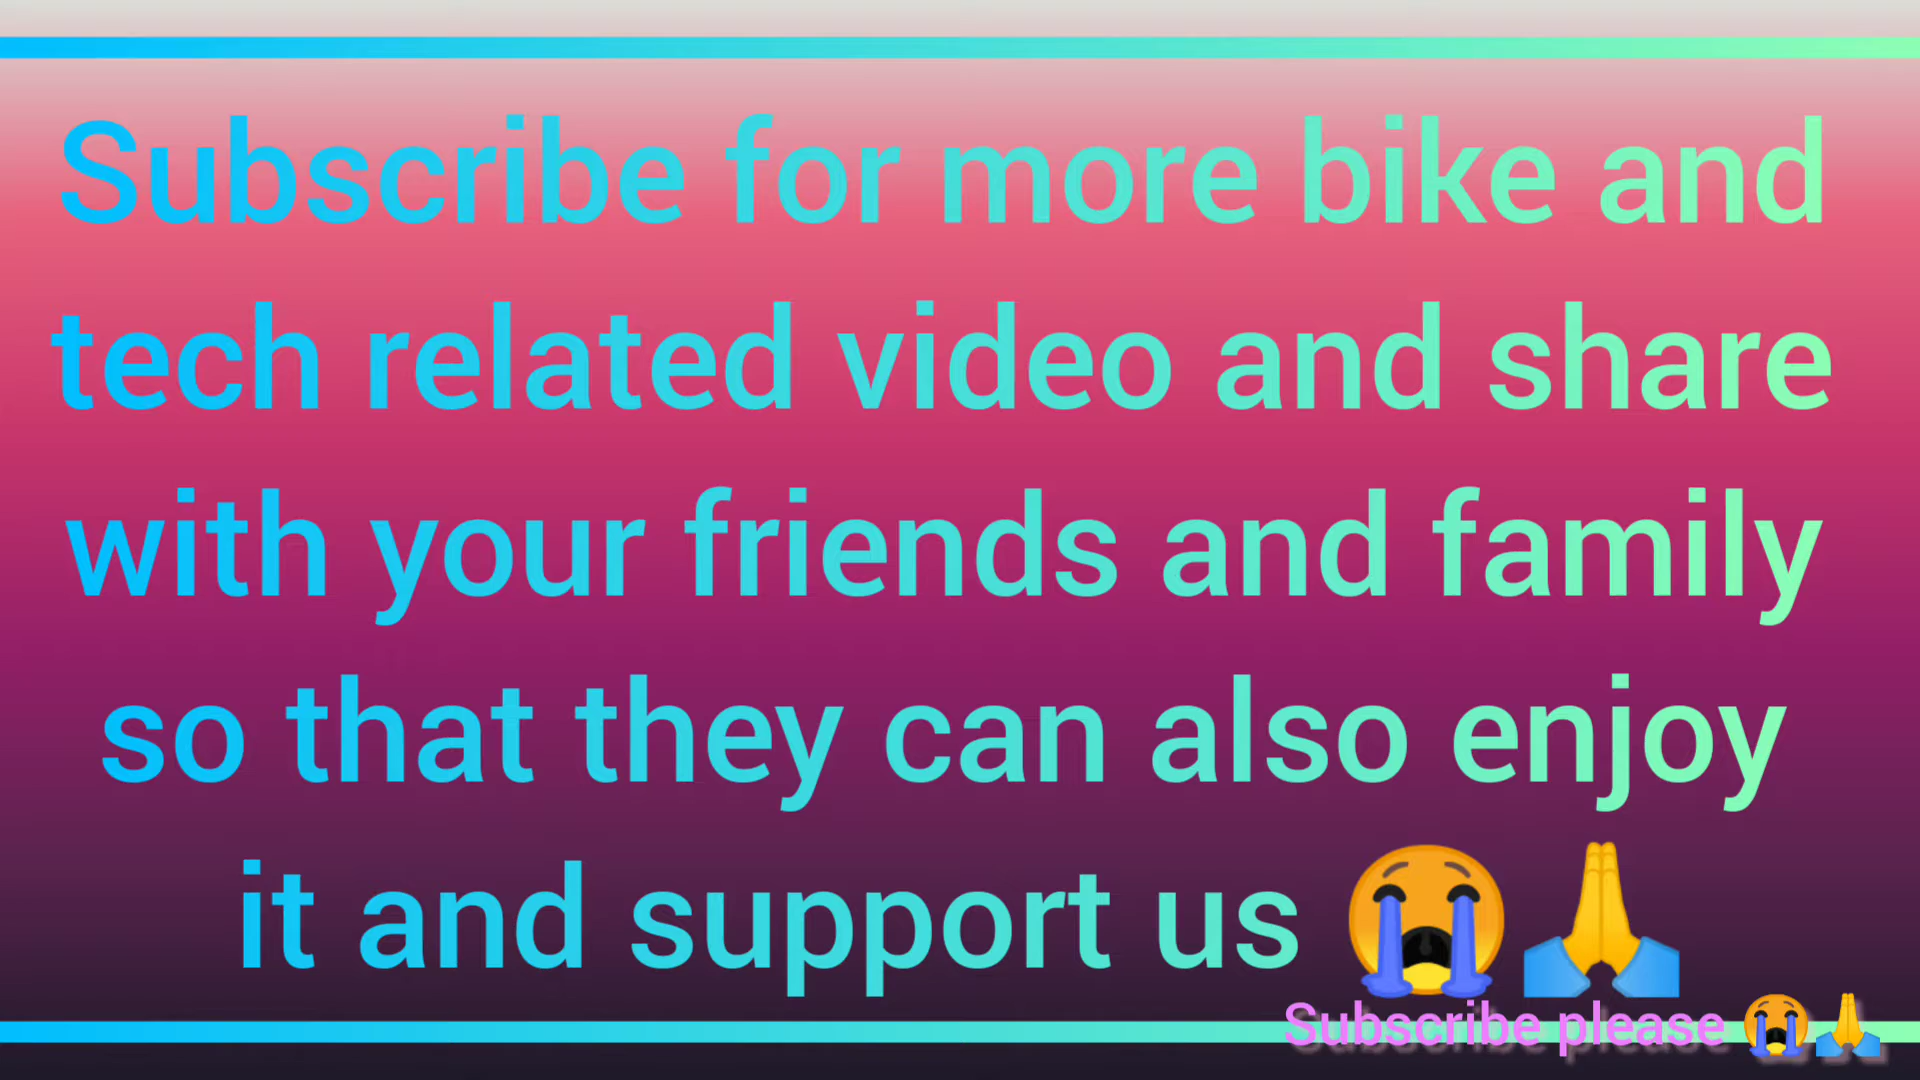 Subscribe for more bike and
tech related video and share
with your friends and family
so that they can also enjoy
it and support us 😭🙏
Subscribe please 😭🙏